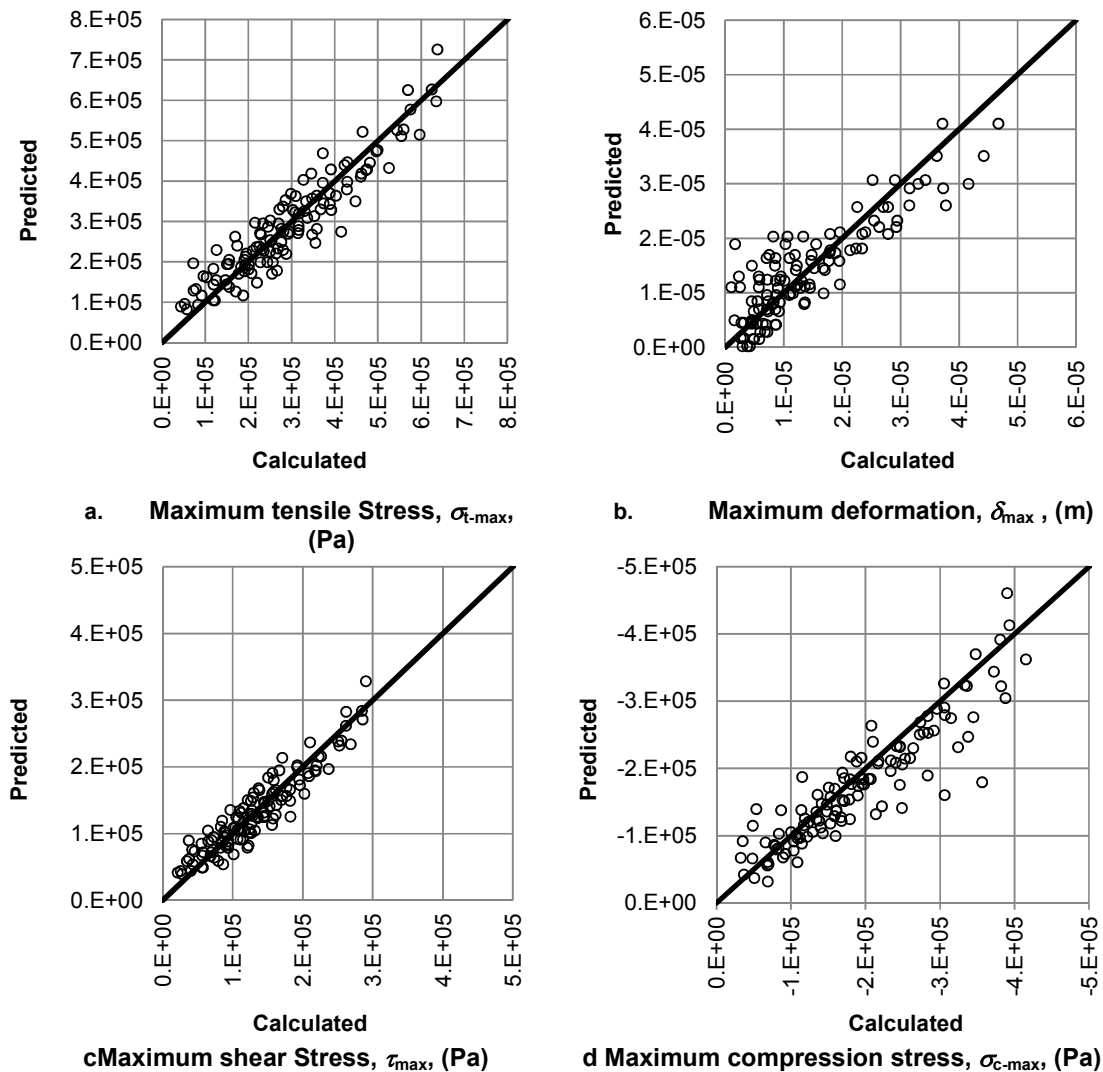 8.E+05
7.E+05
6.E+05
5.E+05
4.E+05
3.E+05
2.E+05
1.E+05
0.E+00
Predicted
0.E+00
1.E+05
2.E+05
3.E+05
4.E+05
5.E+05
6.E+05
7.E+05
8.E+05
Calculated
a. Maximum tensile Stress, σt-max,
(Pa)
6.E-05
5.E-05
4.E-05
3.E-05
2.E-05
1.E-05
0.E+00
Predicted
0.E+00
1.E-05
2.E-05
3.E-05
4.E-05
5.E-05
6.E-05
Calculated
b. Maximum deformation, δmax , (m)
5.E+05
4.E+05
3.E+05
2.E+05
1.E+05
0.E+00
Predicted
0.E+00
1.E+05
2.E+05
3.E+05
5.E+05
Calculated
cMaximum shear Stress, τmax, (Pa)
-5.E+05
-4.E+05
-3.E+05
-2.E+05
-1.E+05
0.E+00
Predicted
0.E+00
-1.E+05
-2.E+05
-3.E+05
-4.E+05
-5.E+05
Calculated
d Maximum compression stress, σc-max, (Pa)